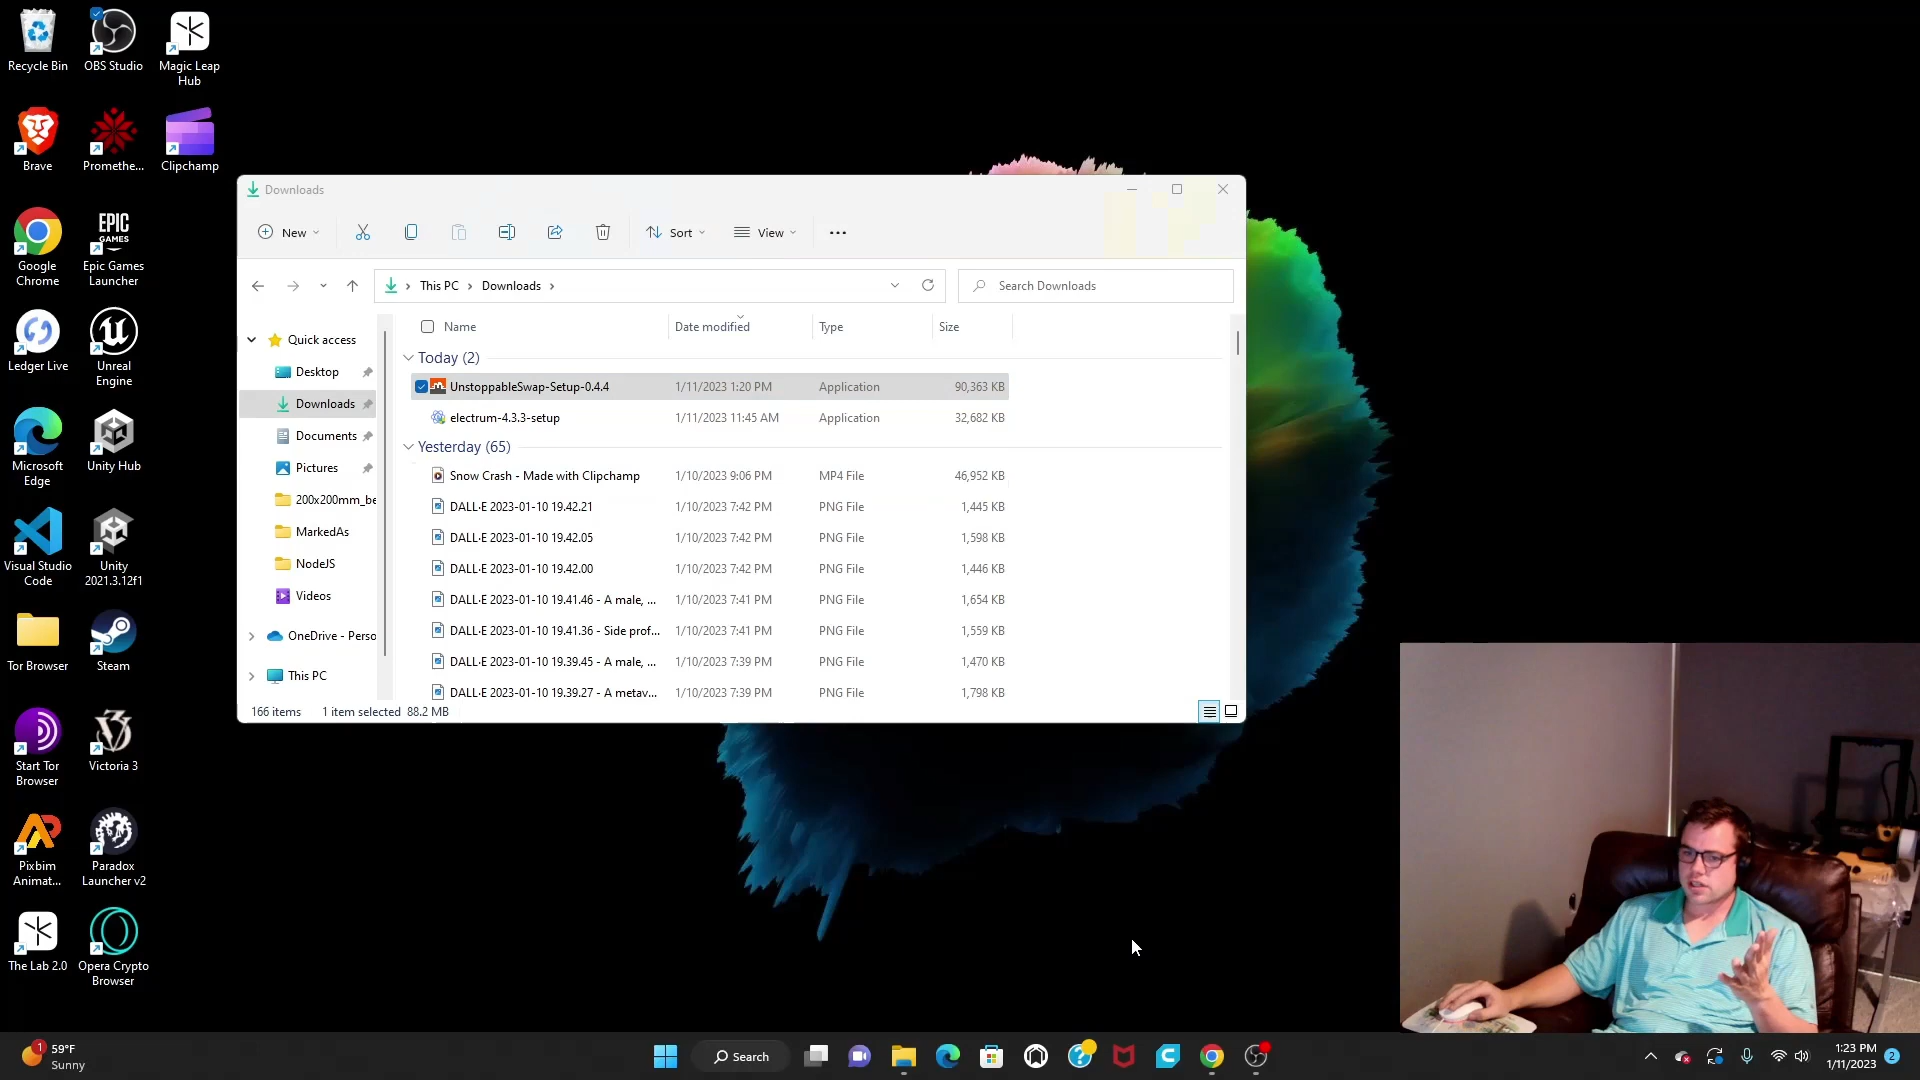 Recycle Bin
OBS Studio
Magic Leap
Hub
Brave
Promethe...
Clipchamp
Google
Chrome
EPIC
GAMES
Epic Games
Launcher
Ledger Live
Unreal
Engine
Microsoft
Edge
Unity Hub
Visual Studio
Code
Unity
2021.3.12f1
Tor Browser
Steam
Start Tor
Browser
Victoria 3
Pixbim
Animat...
Paradox
Launcher v2
The Lab 2.0
Opera Crypto
Browser
Downloads
New
Sort
View
This PC
Downloads
Search Downloads
Quick access
Desktop
Downloads
Documents
Pictures
200x200mm_be
MarkedAs
NodeJS
Videos
OneDrive - Perso
This PC
Name Date modified Type Size
Today (2)
UnstoppableSwap-Setup-0.4.4 1/11/2023 1:20 PM Application 90,363 KB
electrum-4.3.3-setup 1/11/2023 11:45 AM Application 32,682 KB
Yesterday (65)
Snow Crash - Made with Clipchamp 1/10/2023 9:06 PM MP4 File 46,952 KB
DALL·E 2023-01-10 19.42.21 1/10/2023 7:42 PM PNG File 1,445 KB
DALL·E 2023-01-10 19.42.05 1/10/2023 7:42 PM PNG File 1,598 KB
DALL·E 2023-01-10 19.42.00 1/10/2023 7:42 PM PNG File 1,446 KB
DALL·E 2023-01-10 19.41.46 - A male, ... 1/10/2023 7:41 PM PNG File 1,654 KB
DALL·E 2023-01-10 19.41.36 - Side prof... 1/10/2023 7:41 PM PNG File 1,559 KB
DALL·E 2023-01-10 19.39.45 - A male, ... 1/10/2023 7:39 PM PNG File 1,470 KB
DALL·E 2023-01-10 19.39.27 - A metav... 1/10/2023 7:39 PM PNG File 1,798 KB
166 items 1 item selected 88.2 MB
1
59°F
Sunny
Search
1:23 PM
1/11/2023
2